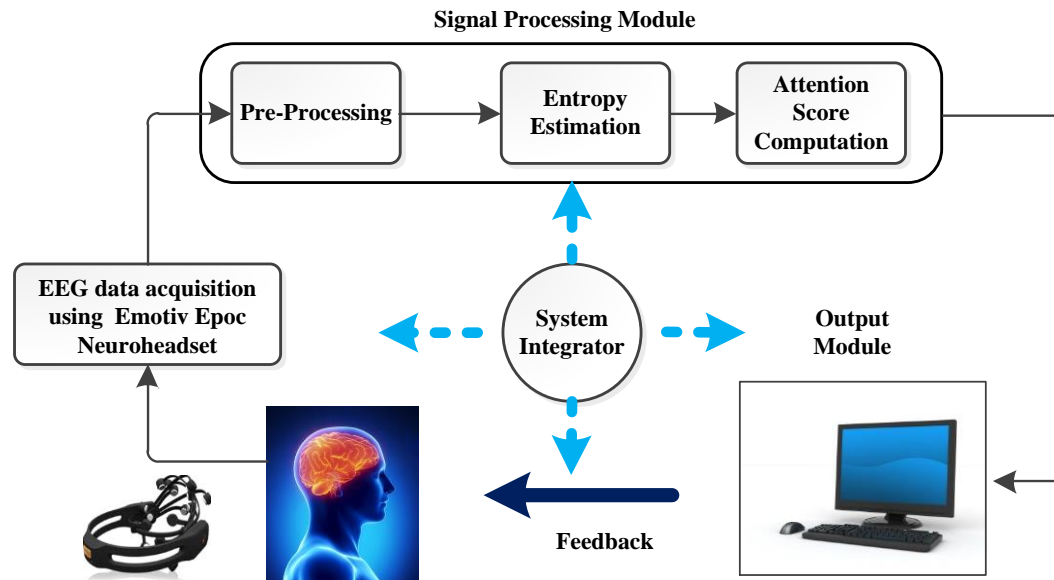 Signal Processing Module
Pre-Processing
Entropy
Estimation
Attention
Score
Computation
EEG data acquisition
using Emotiv Epoc
Neuroheadset
System
Integrator
Output
Module
Feedback